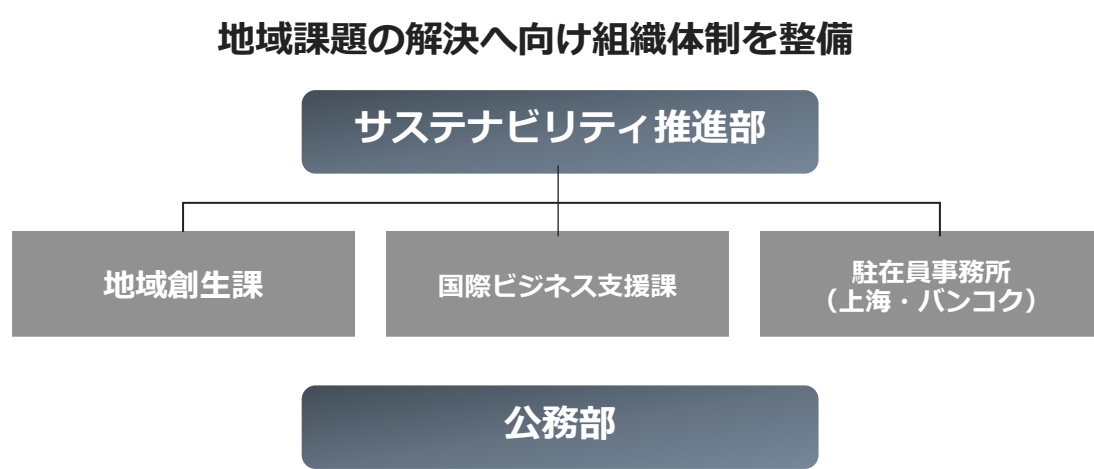 地域課題の解決へ向け組織体制を整備
サステナビリティ推進部
地域創生課
国際ビジネス支援課
駐在員事務所
（上海・バンコク）
公務部